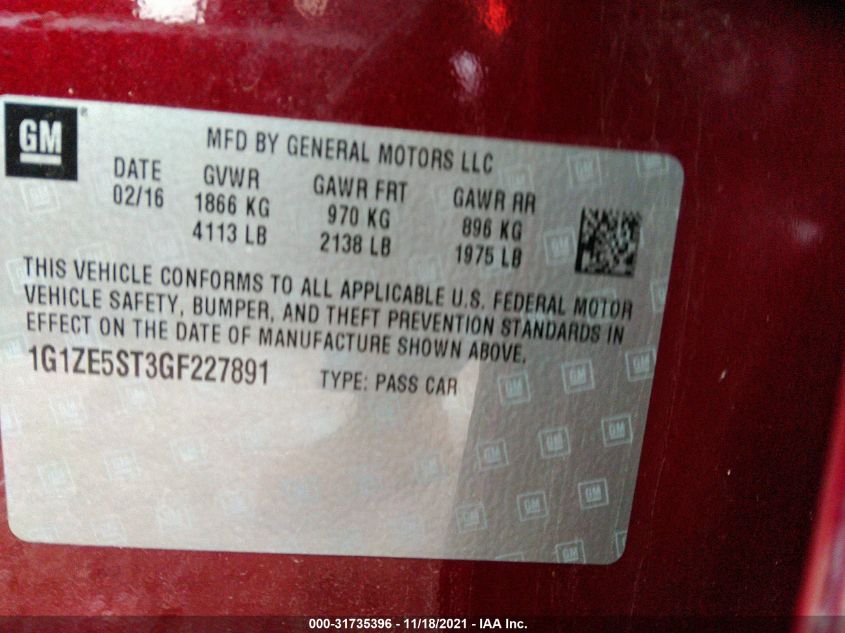 GM ®
MFD BY GENERAL MOTORS LLC
DATE GVWR GAWR FRT GAWR RR
02/16 1866 KG 970 KG 896 KG
4113 LB 2138 LB 1975 LB
THIS VEHICLE CONFORMS TO ALL APPLICABLE U.S. FEDERAL MOTOR
VEHICLE SAFETY, BUMPER, AND THEFT PREVENTION STANDARDS IN
EFFECT ON THE DATE OF MANUFACTURE SHOWN ABOVE.
1G1ZE5ST3GF227891 TYPE: PASS CAR
000-31735396 - 11/18/2021 - IAA Inc.